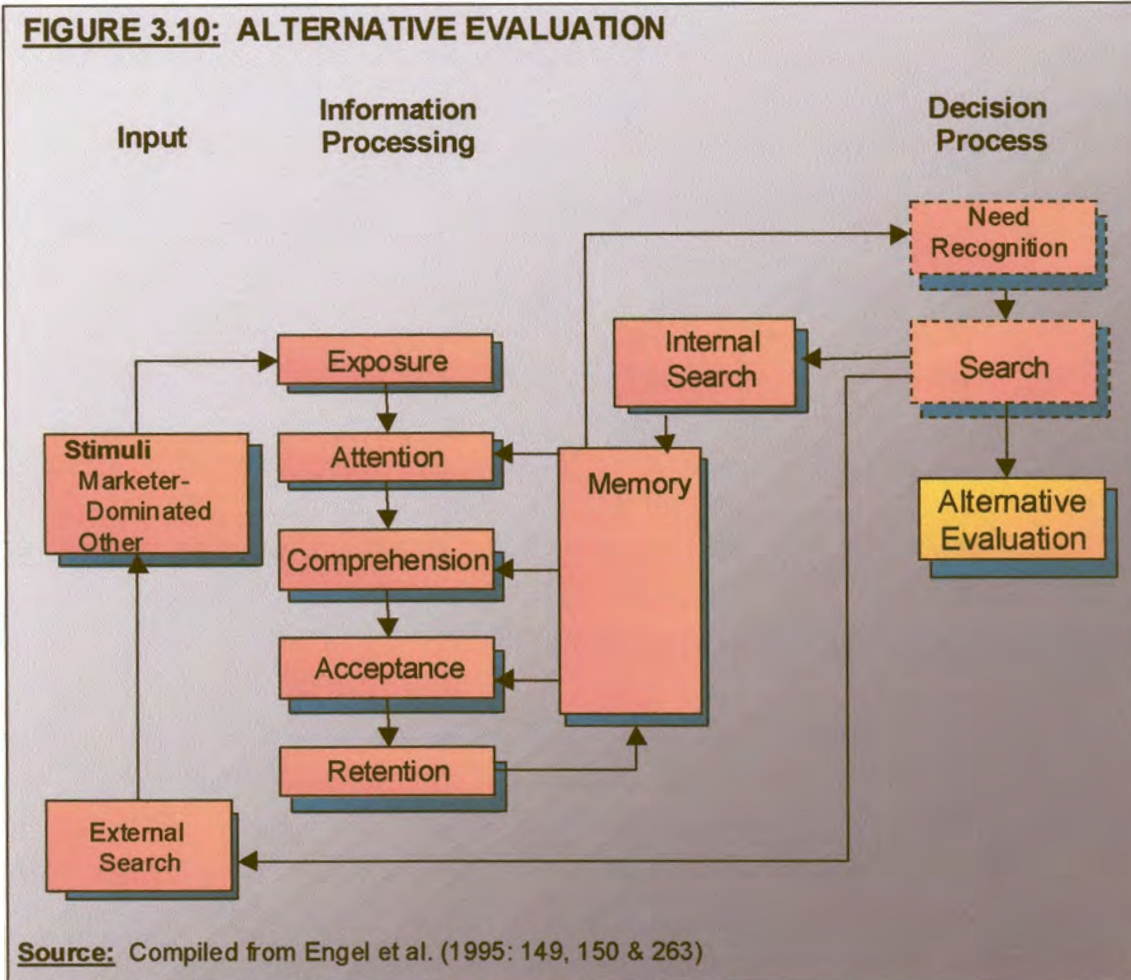 FIGURE 3.10: ALTERNATIVE EVALUATION
Input
Information
Processing
Decision
Process
Need
Recognition
Internal
Search
Search
Exposure
Stimuli
Marketer-
Dominated
Other
Attention
Memory
Alternative
Evaluation
Comprehension
Acceptance
Retention
External
Search
Source: Compiled from Engel et al. (1995: 149, 150 & 263)